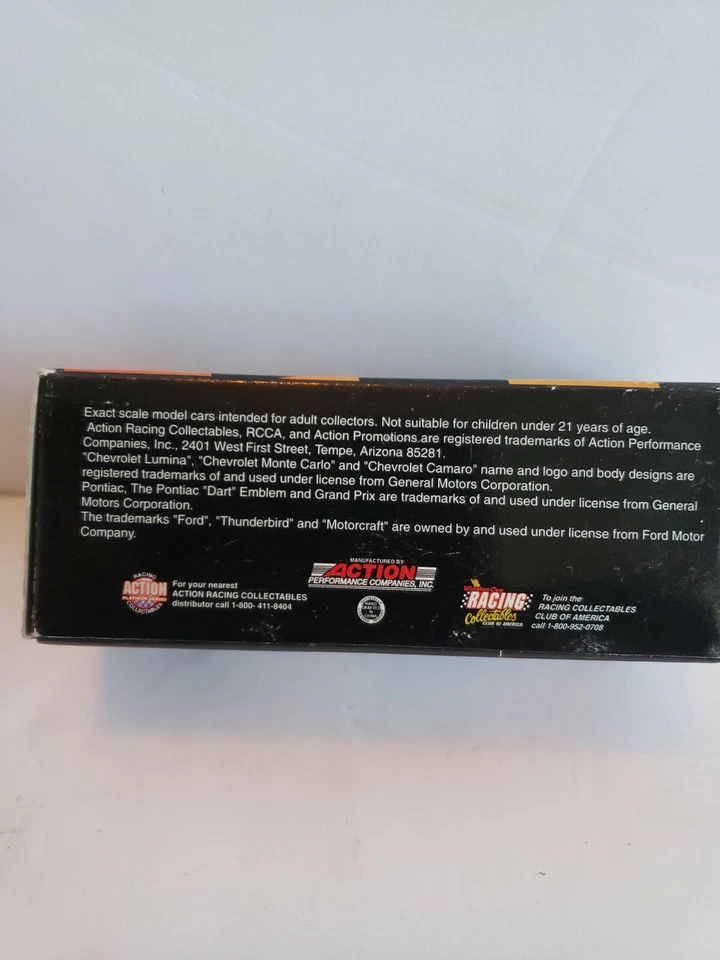 Exact scale model cars intended for adult collectors. Not suitable for children under 21 years of age.
Action Racing Collectables, RCCA, and Action Promotions are registered trademarks of Action Performance
Companies, Inc., 2401 West First Street, Tempe, Arizona 85281.
"Chevrolet Lumina", "Chevrolet Monte Carlo" and "Chevrolet Camaro" name and logo and body designs are
registered trademarks of and used under license from General Motors Corporation.
Pontiac, The Pontiac "Dart" Emblem and Grand Prix are trademarks of and used under license from General
Motors Corporation.
The trademarks "Ford", "Thunderbird" and "Motorcraft" are owned by and used under license from Ford Motor
Company.
RACING
ACTION
PLATINUM SERIES
COLLECTABLES
For your nearest
ACTION RACING COLLECTABLES
distributor call 1-800- 411-8404
MANUFACTURED BY:
ACTION
PERFORMANCE COMPANIES, INC.
RACING
Collectables
CLUB OF AMERICA
To join the
RACING COLLECTABLES
CLUB OF AMERICA
call 1-800-952-0708